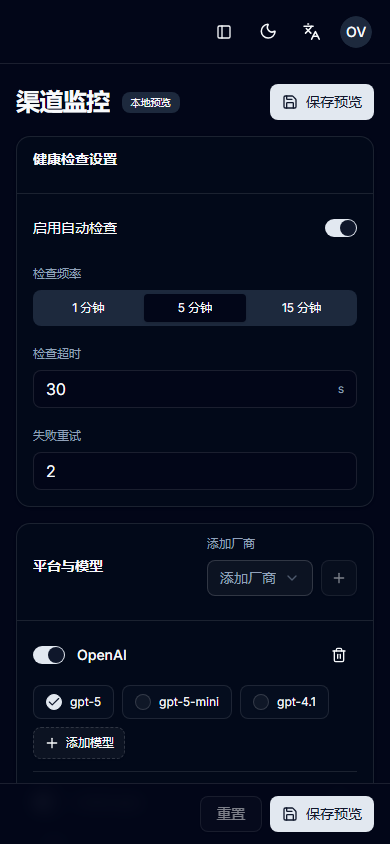 OV
渠道监控 本地预览 保存预览
健康检查设置
启用自动检查
检查频率
1 分钟 5 分钟 15 分钟
检查超时
30 s
失败重试
2
添加厂商
平台与模型 添加厂商
OpenAI
gpt-5 gpt-5-mini gpt-4.1
添加模型
重置 保存预览